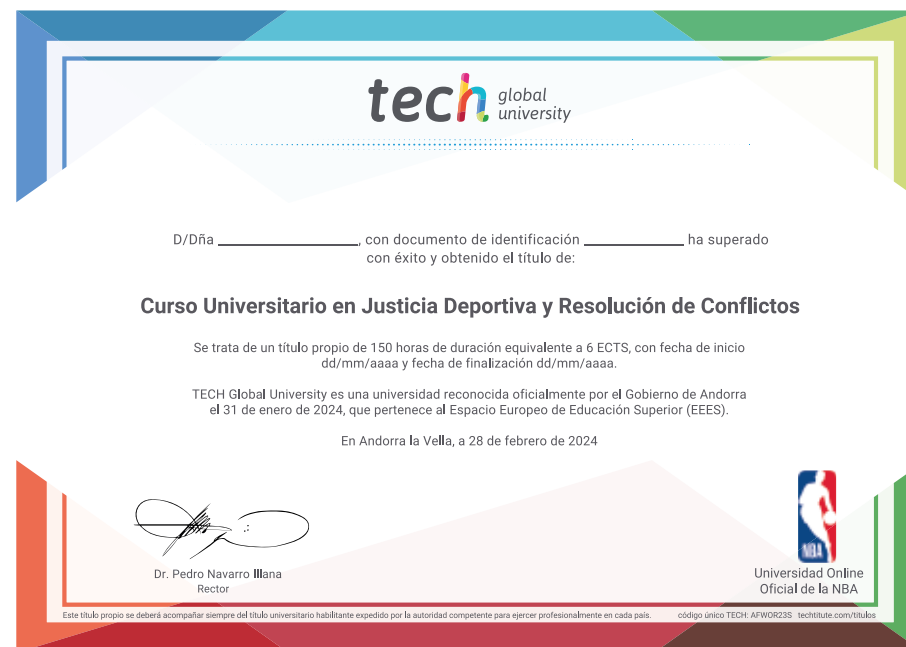 tech global university
D/Dña ____________________, con documento de identificación ______________ ha superado
con éxito y obtenido el título de:
Curso Universitario en Justicia Deportiva y Resolución de Conflictos
Se trata de un título propio de 150 horas de duración equivalente a 6 ECTS, con fecha de inicio
dd/mm/aaaa y fecha de finalización dd/mm/aaaa.
TECH Global University es una universidad reconocida oficialmente por el Gobierno de Andorra
el 31 de enero de 2024, que pertenece al Espacio Europeo de Educación Superior (EEES).
En Andorra la Vella, a 28 de febrero de 2024
Dr. Pedro Navarro Illana
Rector
NBA
Universidad Online
Oficial de la NBA
Este título propio se deberá acompañar siempre del título universitario habilitante expedido por la autoridad competente para ejercer profesionalmente en cada país. código único TECH: AFWOR23S techtitute.com/titulos